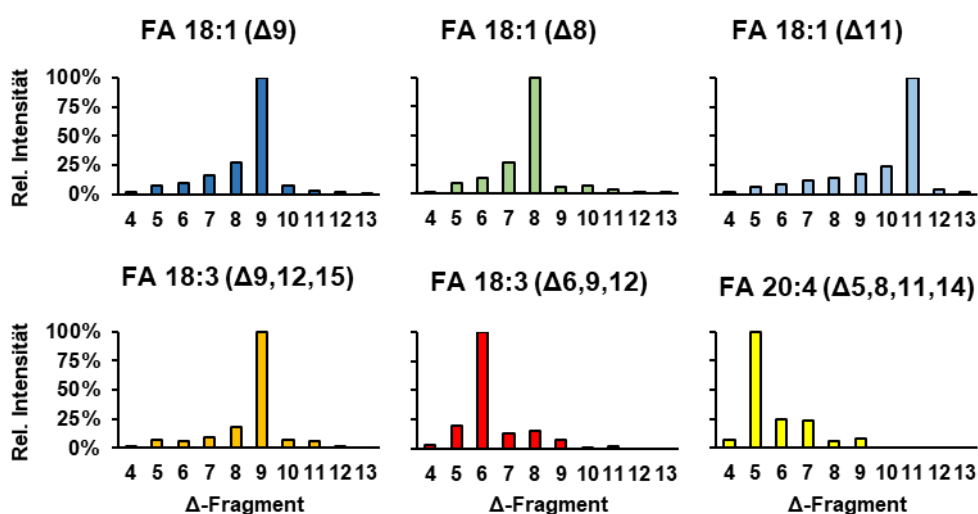 FA 18:1 (Δ9) FA 18:1 (Δ8) FA 18:1 (Δ11)
Rel. Intensität
100%
75%
50%
25%
0%
4 5 6 7 8 9 10 11 12 13 4 5 6 7 8 9 10 11 12 13 4 5 6 7 8 9 10 11 12 13
FA 18:3 (Δ9,12,15) FA 18:3 (Δ6,9,12) FA 20:4 (Δ5,8,11,14)
Rel. Intensität
100%
75%
50%
25%
0%
4 5 6 7 8 9 10 11 12 13 4 5 6 7 8 9 10 11 12 13 4 5 6 7 8 9 10 11 12 13
Δ-Fragment Δ-Fragment Δ-Fragment